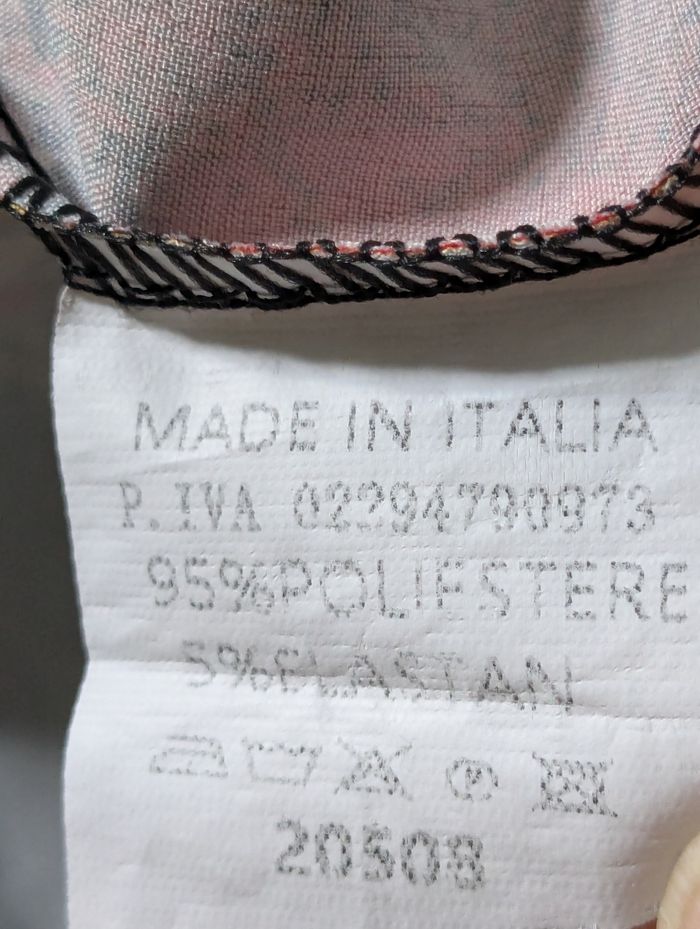 MADE IN ITALIA
P.IVA 02294790973
95%POLIESTERE
5%ELASTAN
P
20508